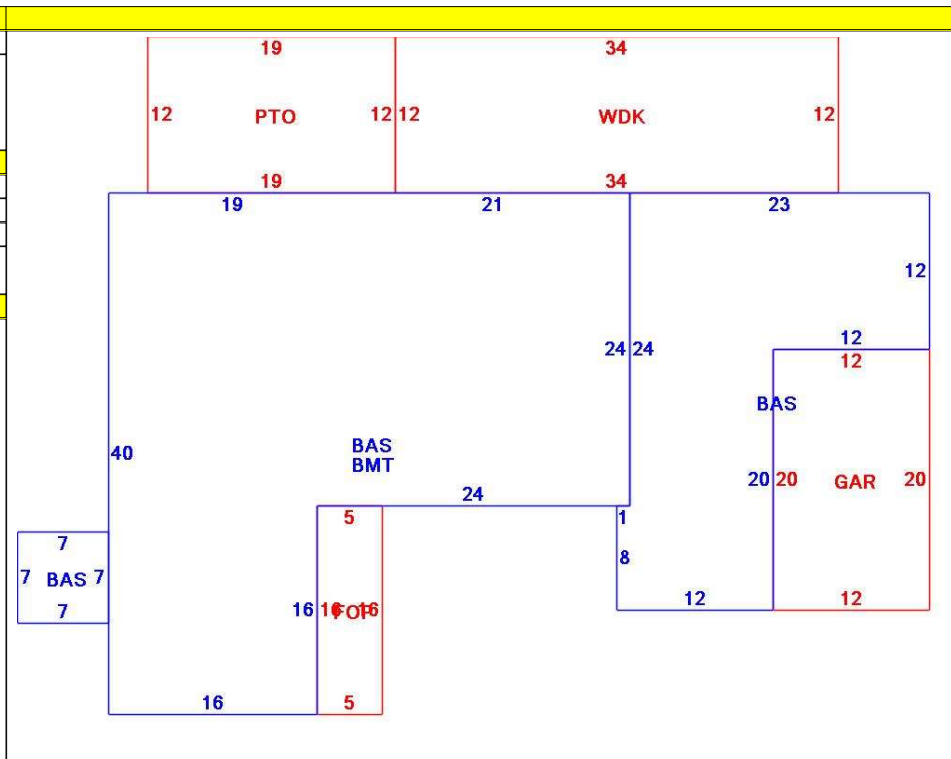 19 34
12 PTO 12 12 WDK 12
19 34
19 21 23
12
12
24 24 12
BAS
40 BAS
BMT
24 20 20 GAR 20
5 1
7 8
7 BAS 7
7 16 16 FOP 16 12 12
16 5